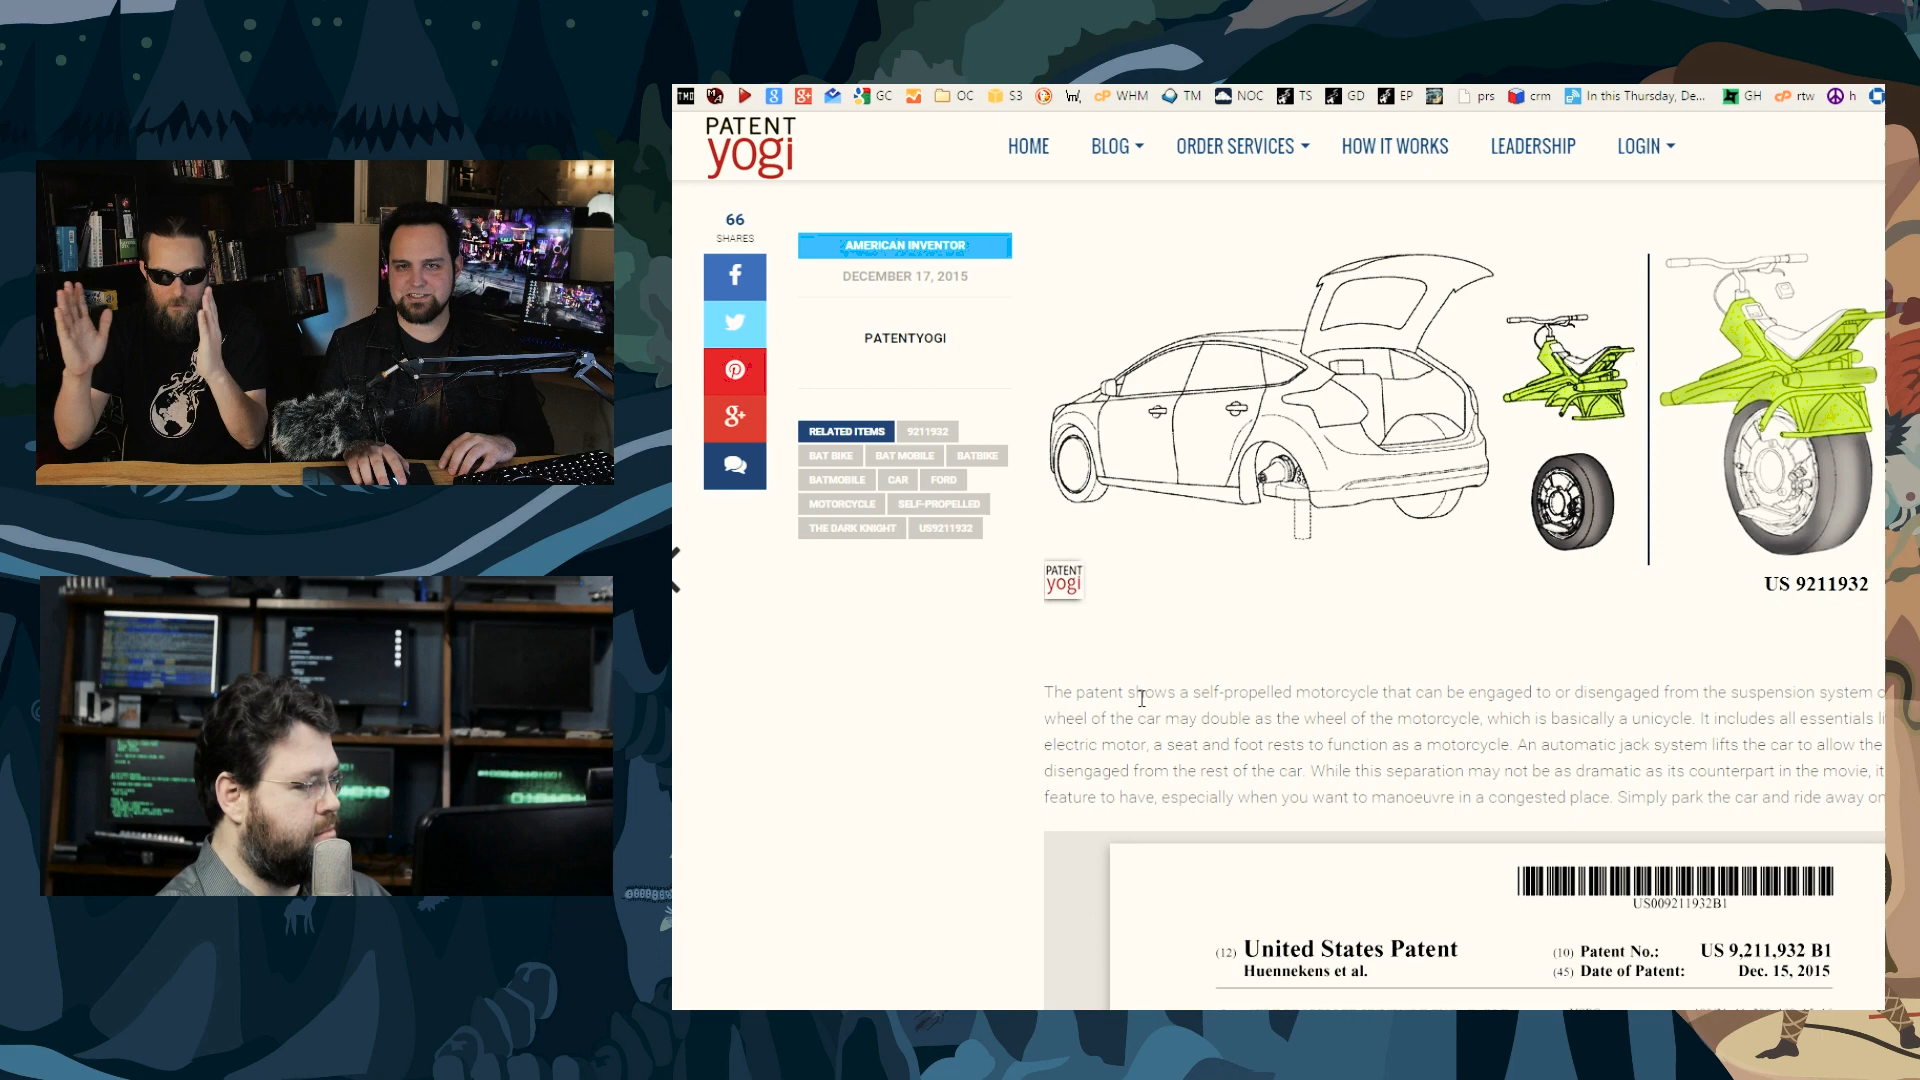 GC OC S3 \m/, WHM TM NOC TS GD EP prs crm In this Thursday, De... GH rtw h
PATENT
yogi
HOME BLOG ORDER SERVICES HOW IT WORKS LEADERSHIP LOGIN
66
SHARES
AMERICAN INVENTOR
DECEMBER 17, 2015
PATENTYOGI
RELATED ITEMS 9211932
BAT BIKE BAT MOBILE BATBIKE
BATMOBILE CAR FORD
MOTORCYCLE SELF-PROPELLED
THE DARK KNIGHT US9211932
PATENT
yogi
US 9211932
The patent shows a self-propelled motorcycle that can be engaged to or disengaged from the suspension system
wheel of the car may double as the wheel of the motorcycle, which is basically a unicycle. It includes all essentials
electric motor, a seat and foot rests to function as a motorcycle. An automatic jack system lifts the car to allow the
disengaged from the rest of the car. While this separation may not be as dramatic as its counterpart in the movie, it
feature to have, especially when you want to manoeuvre in a congested place. Simply park the car and ride away on
US009211932B1
(12) United States Patent
Huennekens et al.
(10) Patent No.: US 9,211,932 B1
(45) Date of Patent: Dec. 15, 2015